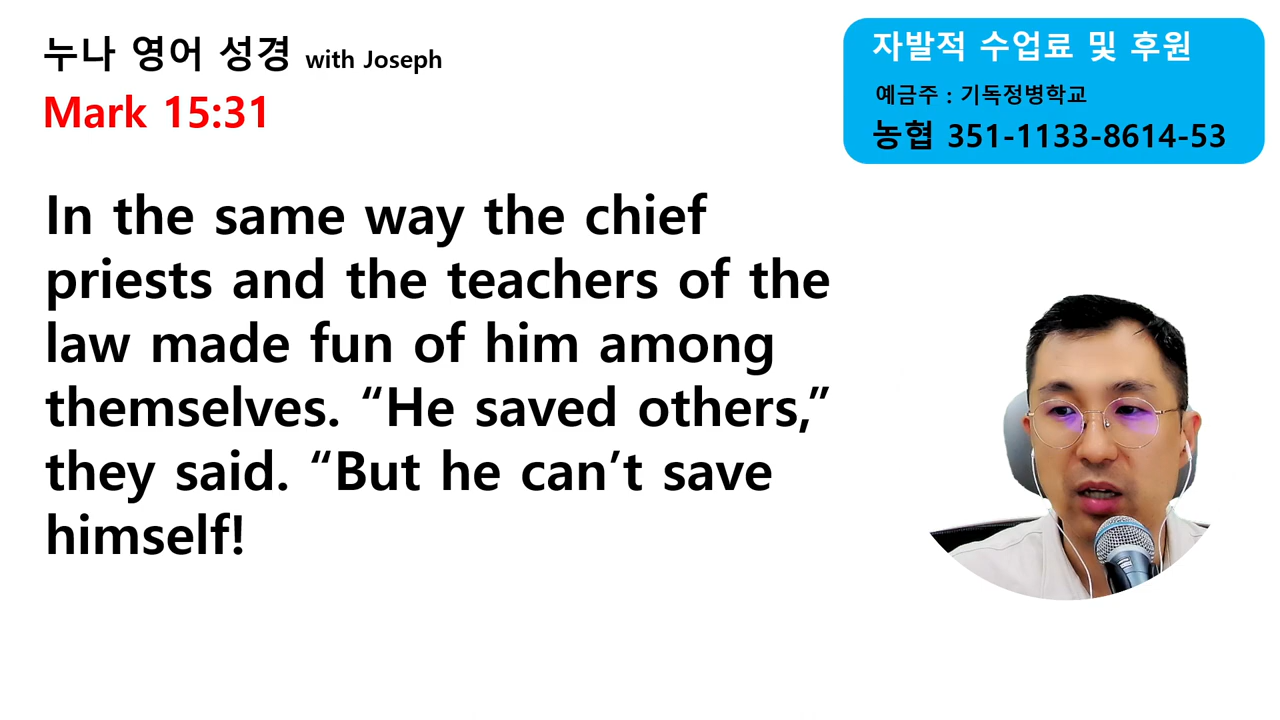 누나 영어 성경 with Joseph
Mark 15:31
자발적 수업료 및 후원
예금주 : 기독정병학교
농협 351-1133-8614-53
In the same way the chief
priests and the teachers of the
law made fun of him among
themselves. “He saved others,”
they said. “But he can’t save
himself!